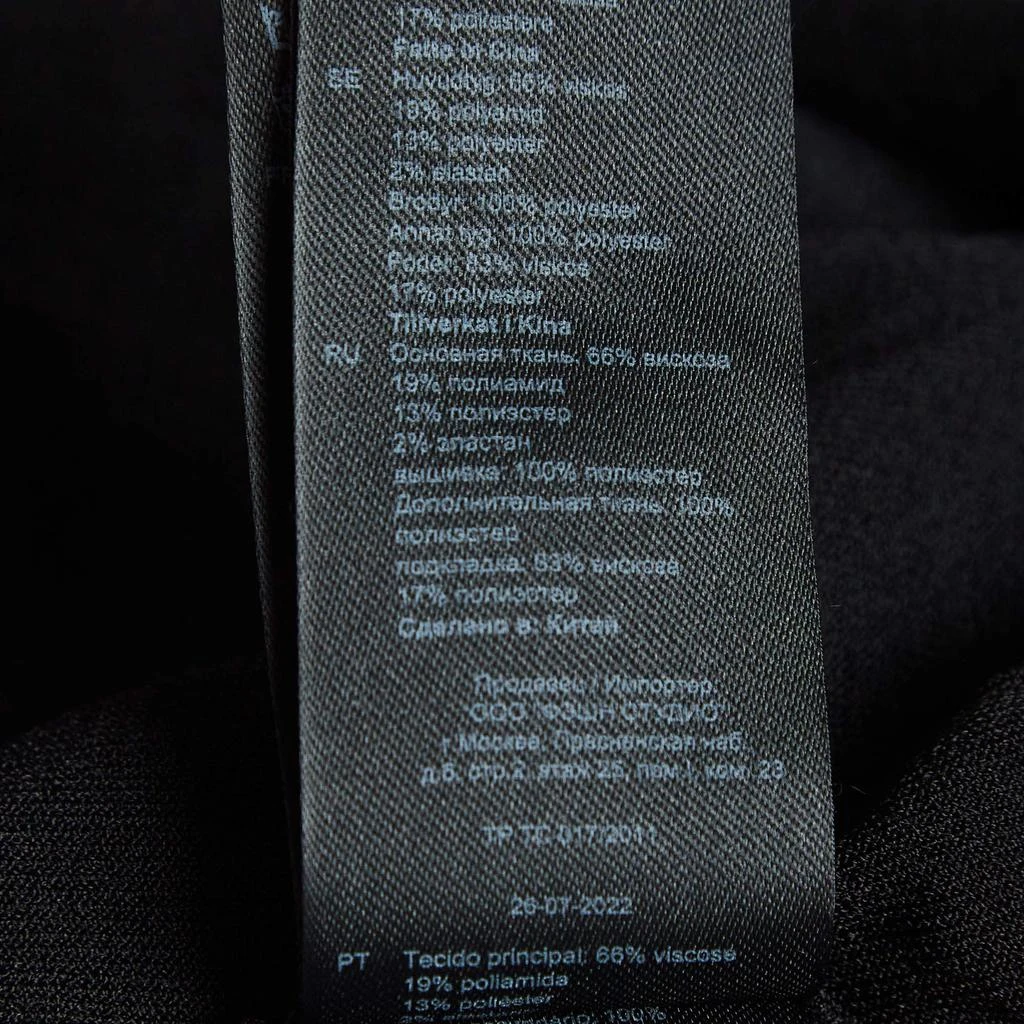 17% poliestere
Fatto in Cina
SE Huvudtyg: 66% viskos
19% polyamid
13% polyester
2% elastan
Brodyr: 100% polyester
Annat tyg: 100% polyester
Foder: 83% viskos
17% polyester
Tillverkat i Kina
RU Основная ткань: 66% вискоза
19% полиамид
13% полиэстер
2% эластан
вышивка: 100% полиэстер
Дополнительная ткань: 100%
полиэстер
подкладка: 83% вискоза
17% полиэстер
Сделано в: Китай
Продавец / Импортер:
ООО "ФЭШН СТУДИО"
г.Москва, Пресненская наб,
д.6, стр.2, этаж 25, пом.I, ком. 23
ТР ТС 017/2011
26-07-2022
PT Tecido principal: 66% viscose
19% poliamida
13% poliéster
100%